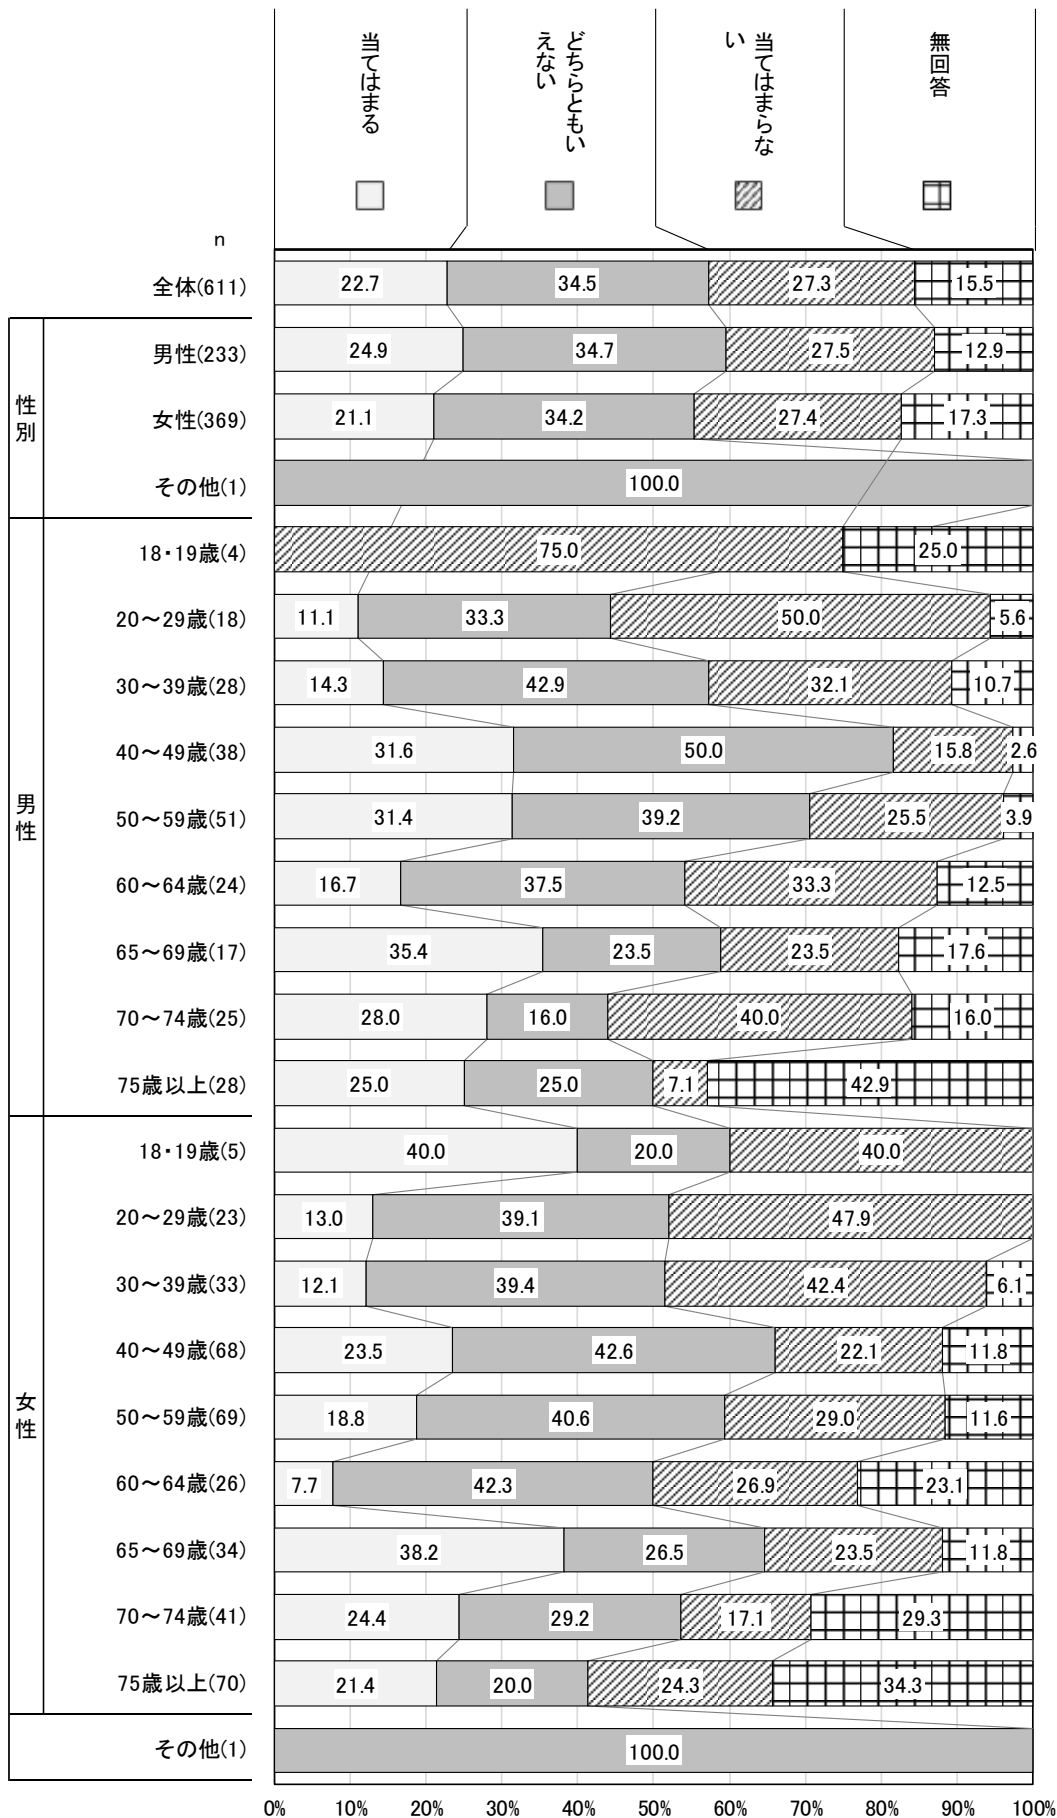 当てはまる
どちらともいえない
当てはまらない
無回答
n
全体(611) 22.7 34.5 27.3 15.5
性別
男性(233) 24.9 34.7 27.5 12.9
女性(369) 21.1 34.2 27.4 17.3
その他(1) 100.0
男性
18・19歳(4) 75.0 25.0
20～29歳(18) 11.1 33.3 50.0 5.6
30～39歳(28) 14.3 42.9 32.1 10.7
40～49歳(38) 31.6 50.0 15.8 2.6
50～59歳(51) 31.4 39.2 25.5 3.9
60～64歳(24) 16.7 37.5 33.3 12.5
65～69歳(17) 35.4 23.5 23.5 17.6
70～74歳(25) 28.0 16.0 40.0 16.0
75歳以上(28) 25.0 25.0 7.1 42.9
女性
18・19歳(5) 40.0 20.0 40.0
20～29歳(23) 13.0 39.1 47.9
30～39歳(33) 12.1 39.4 42.4 6.1
40～49歳(68) 23.5 42.6 22.1 11.8
50～59歳(69) 18.8 40.6 29.0 11.6
60～64歳(26) 7.7 42.3 26.9 23.1
65～69歳(34) 38.2 26.5 23.5 11.8
70～74歳(41) 24.4 29.2 17.1 29.3
75歳以上(70) 21.4 20.0 24.3 34.3
その他(1) 100.0
0% 10% 20% 30% 40% 50% 60% 70% 80% 90% 100%